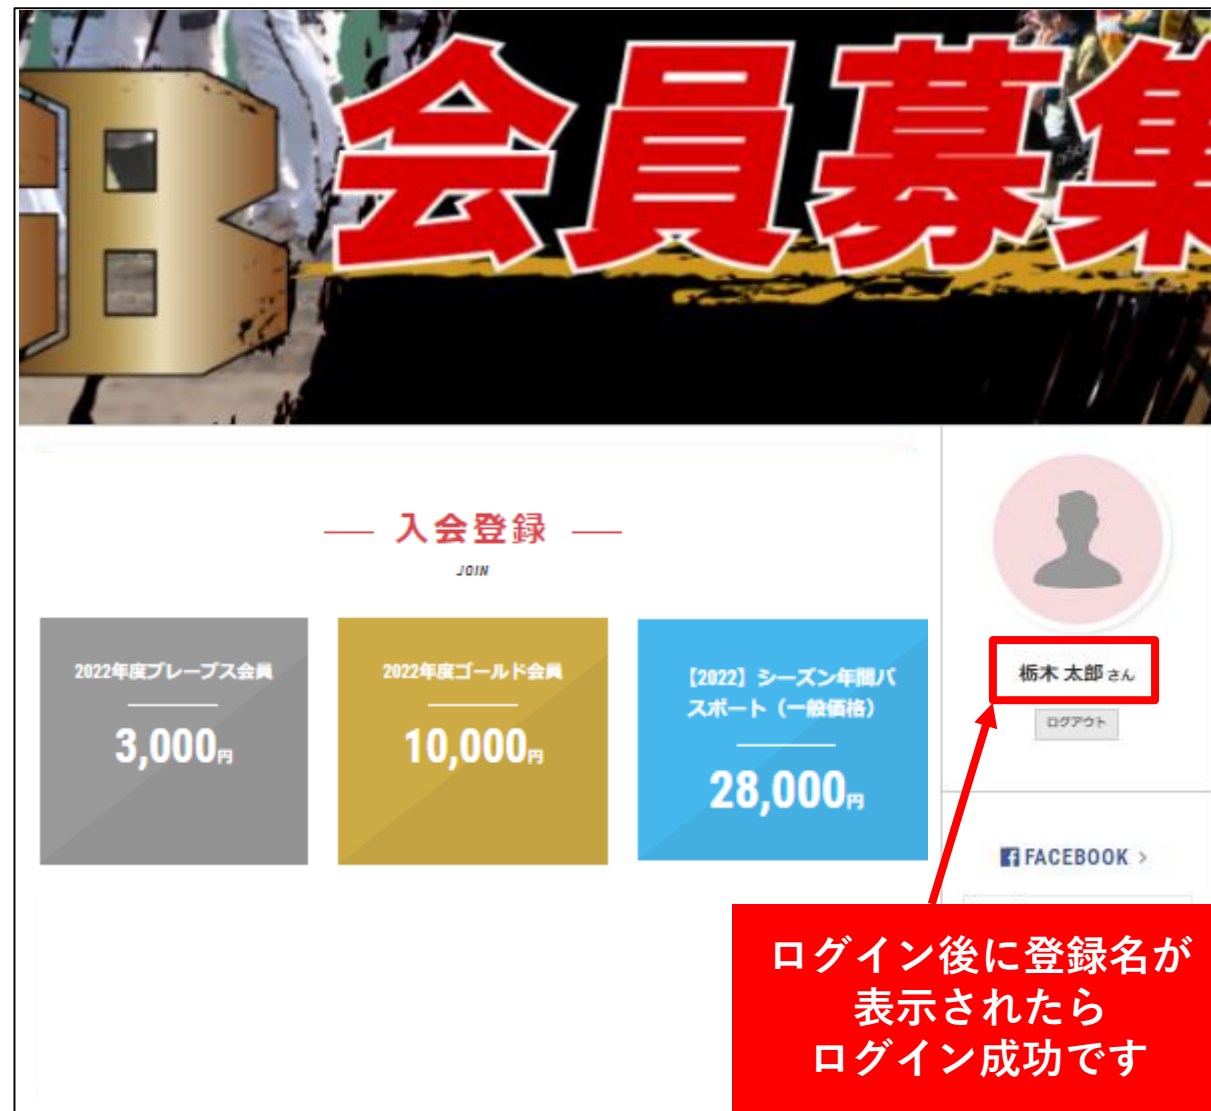 B 会員募集
入会登録
JOIN
2022年度ブレーブス会員
3,000円
2022年度ゴールド会員
10,000円
【2022】シーズン年間パ
スポート（一般価格）
28,000円
栃木 太郎 さん
ログアウト
FACEBOOK >
ログイン後に登録名が
表示されたら
ログイン成功です